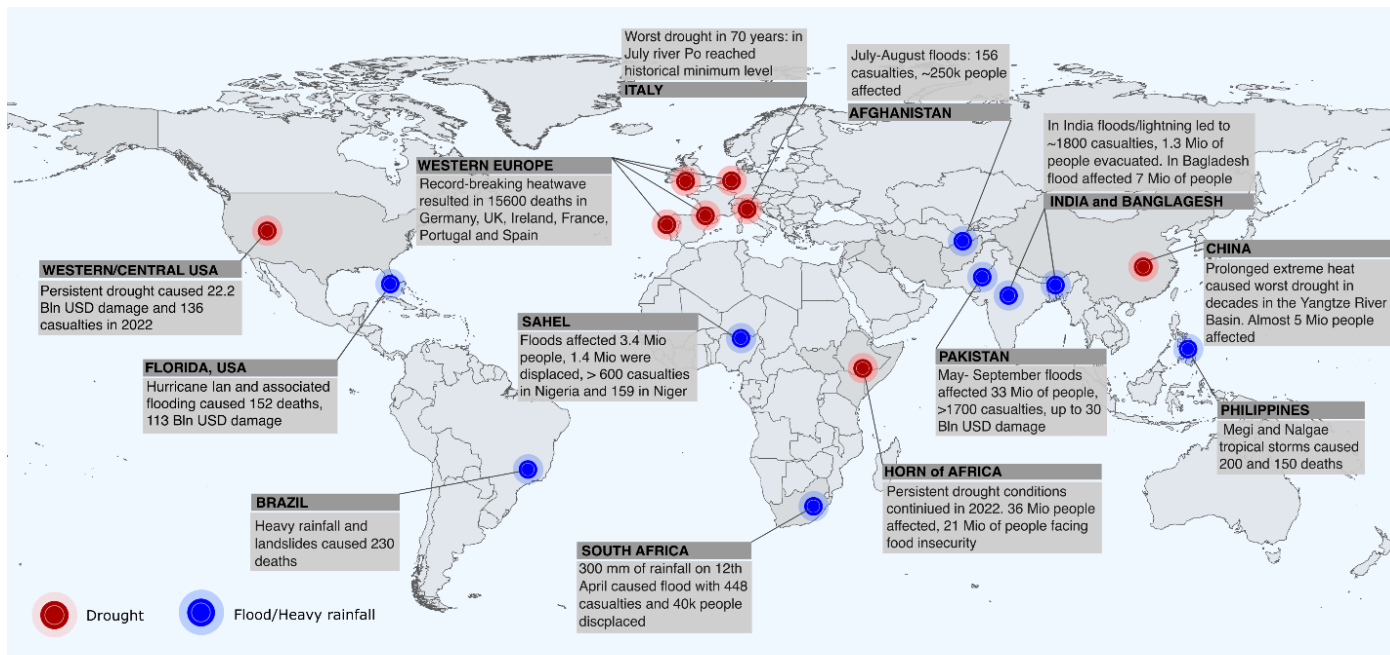 Worst drought in 70 years: in
July river Po reached
historical minimum level
ITALY
July-August floods: 156
casualties, ~250k people
affected
AFGHANISTAN
In India floods/lightning led to
~1800 casualties, 1.3 Mio of
people evacuated. In Bagladesh
flood affected 7 Mio of people
INDIA and BANGLAGESH
WESTERN EUROPE
Record-breaking heatwave
resulted in 15600 deaths in
Germany, UK, Ireland, France,
Portugal and Spain
CHINA
Prolonged extreme heat
caused worst drought in
decades in the Yangtze River
Basin. Almost 5 Mio people
affected
WESTERN/CENTRAL USA
Persistent drought caused 22.2
Bln USD damage and 136
casualties in 2022
SAHEL
Floods affected 3.4 Mio
people, 1.4 Mio were
displaced, > 600 casualties
in Nigeria and 159 in Niger
PAKISTAN
May- September floods
affected 33 Mio of people,
>1700 casualties, up to 30
Bln USD damage
FLORIDA, USA
Hurricane Ian and associated
flooding caused 152 deaths,
113 Bln USD damage
PHILIPPINES
Megi and Nalgae
tropical storms caused
200 and 150 deaths
HORN of AFRICA
Persistent drought conditions
continiued in 2022. 36 Mio people
affected, 21 Mio of people facing
food insecurity
BRAZIL
Heavy rainfall and
landslides caused 230
deaths
SOUTH AFRICA
300 mm of rainfall on 12th
April caused flood with 448
casualties and 40k people
discplaced
Drought
Flood/Heavy rainfall